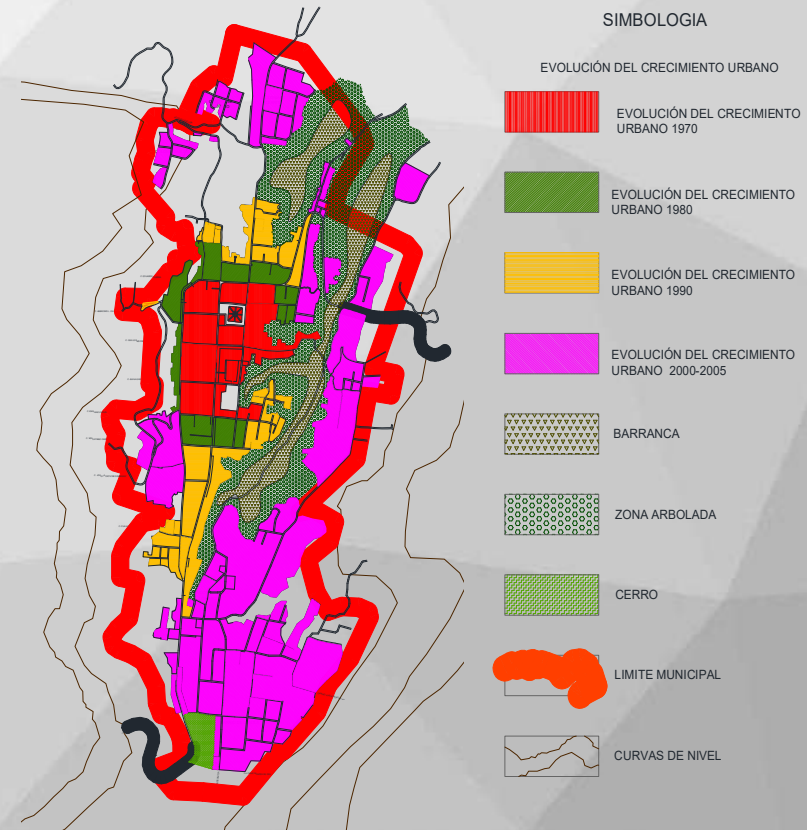 SIMBOLOGIA
EVOLUCIÓN DEL CRECIMIENTO URBANO
EVOLUCIÓN DEL CRECIMIENTO
URBANO 1970
EVOLUCIÓN DEL CRECIMIENTO
URBANO 1980
EVOLUCIÓN DEL CRECIMIENTO
URBANO 1990
EVOLUCIÓN DEL CRECIMIENTO
URBANO 2000-2005
BARRANCA
ZONA ARBOLADA
CERRO
LIMITE MUNICIPAL
CURVAS DE NIVEL